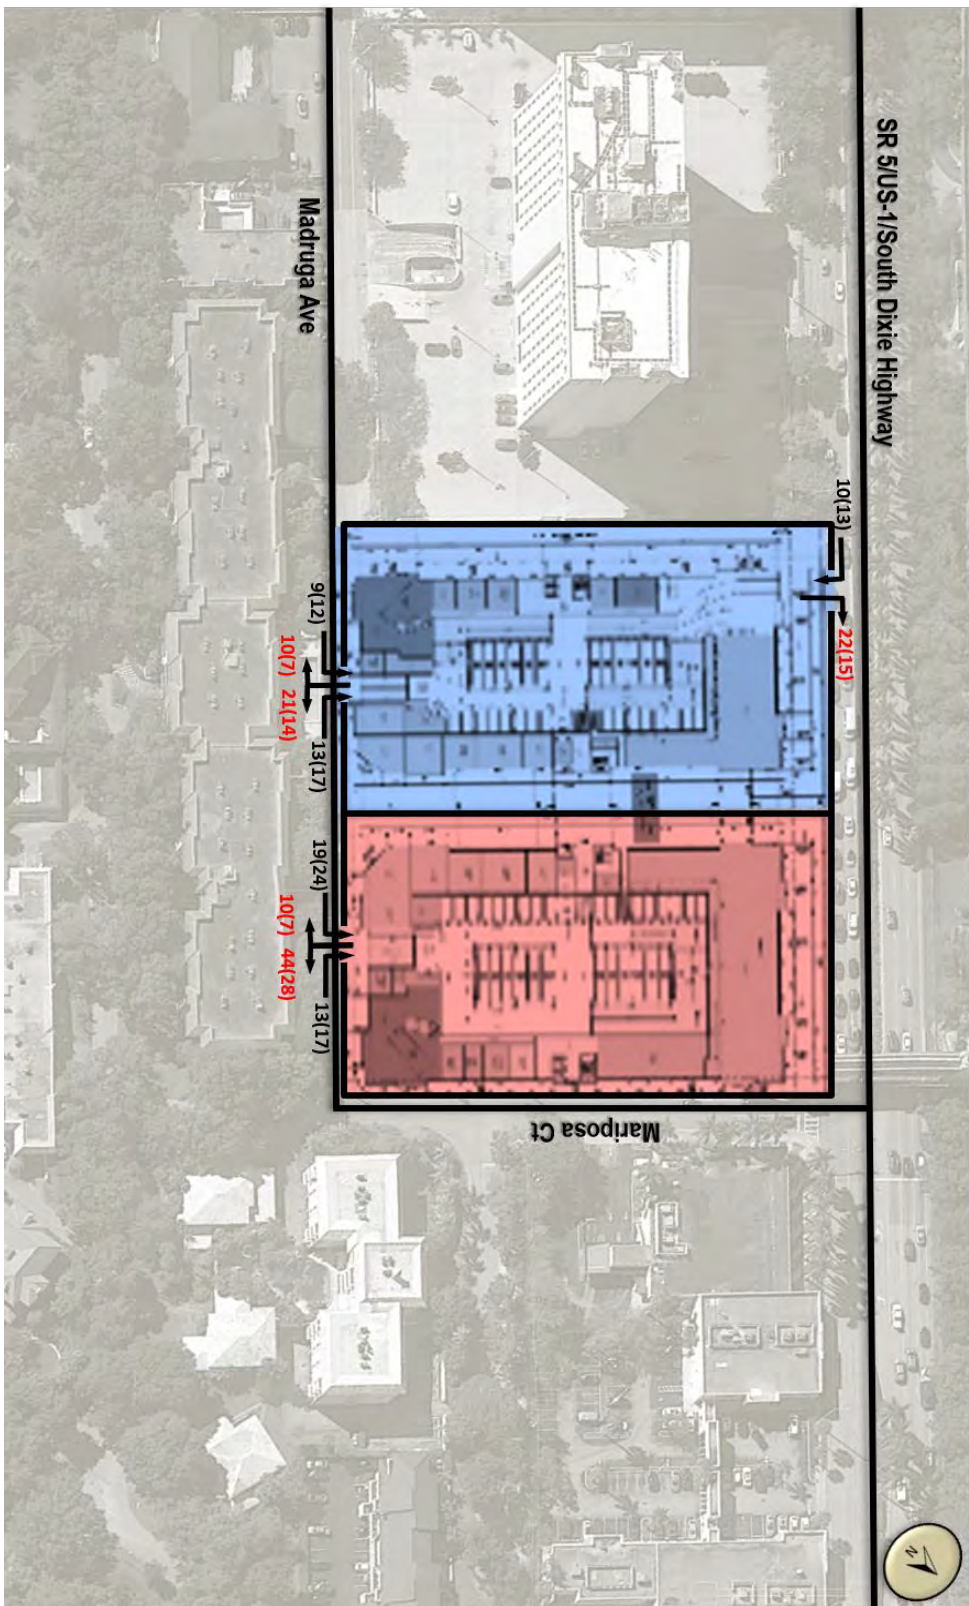 SR 5/US-1/South Dixie Highway
Madruga Ave
10(13)
22(15)
9(12)
10(7)
21(14)
13(17)
19(24)
10(7)
44(28)
13(17)
Mariposa Ct
N